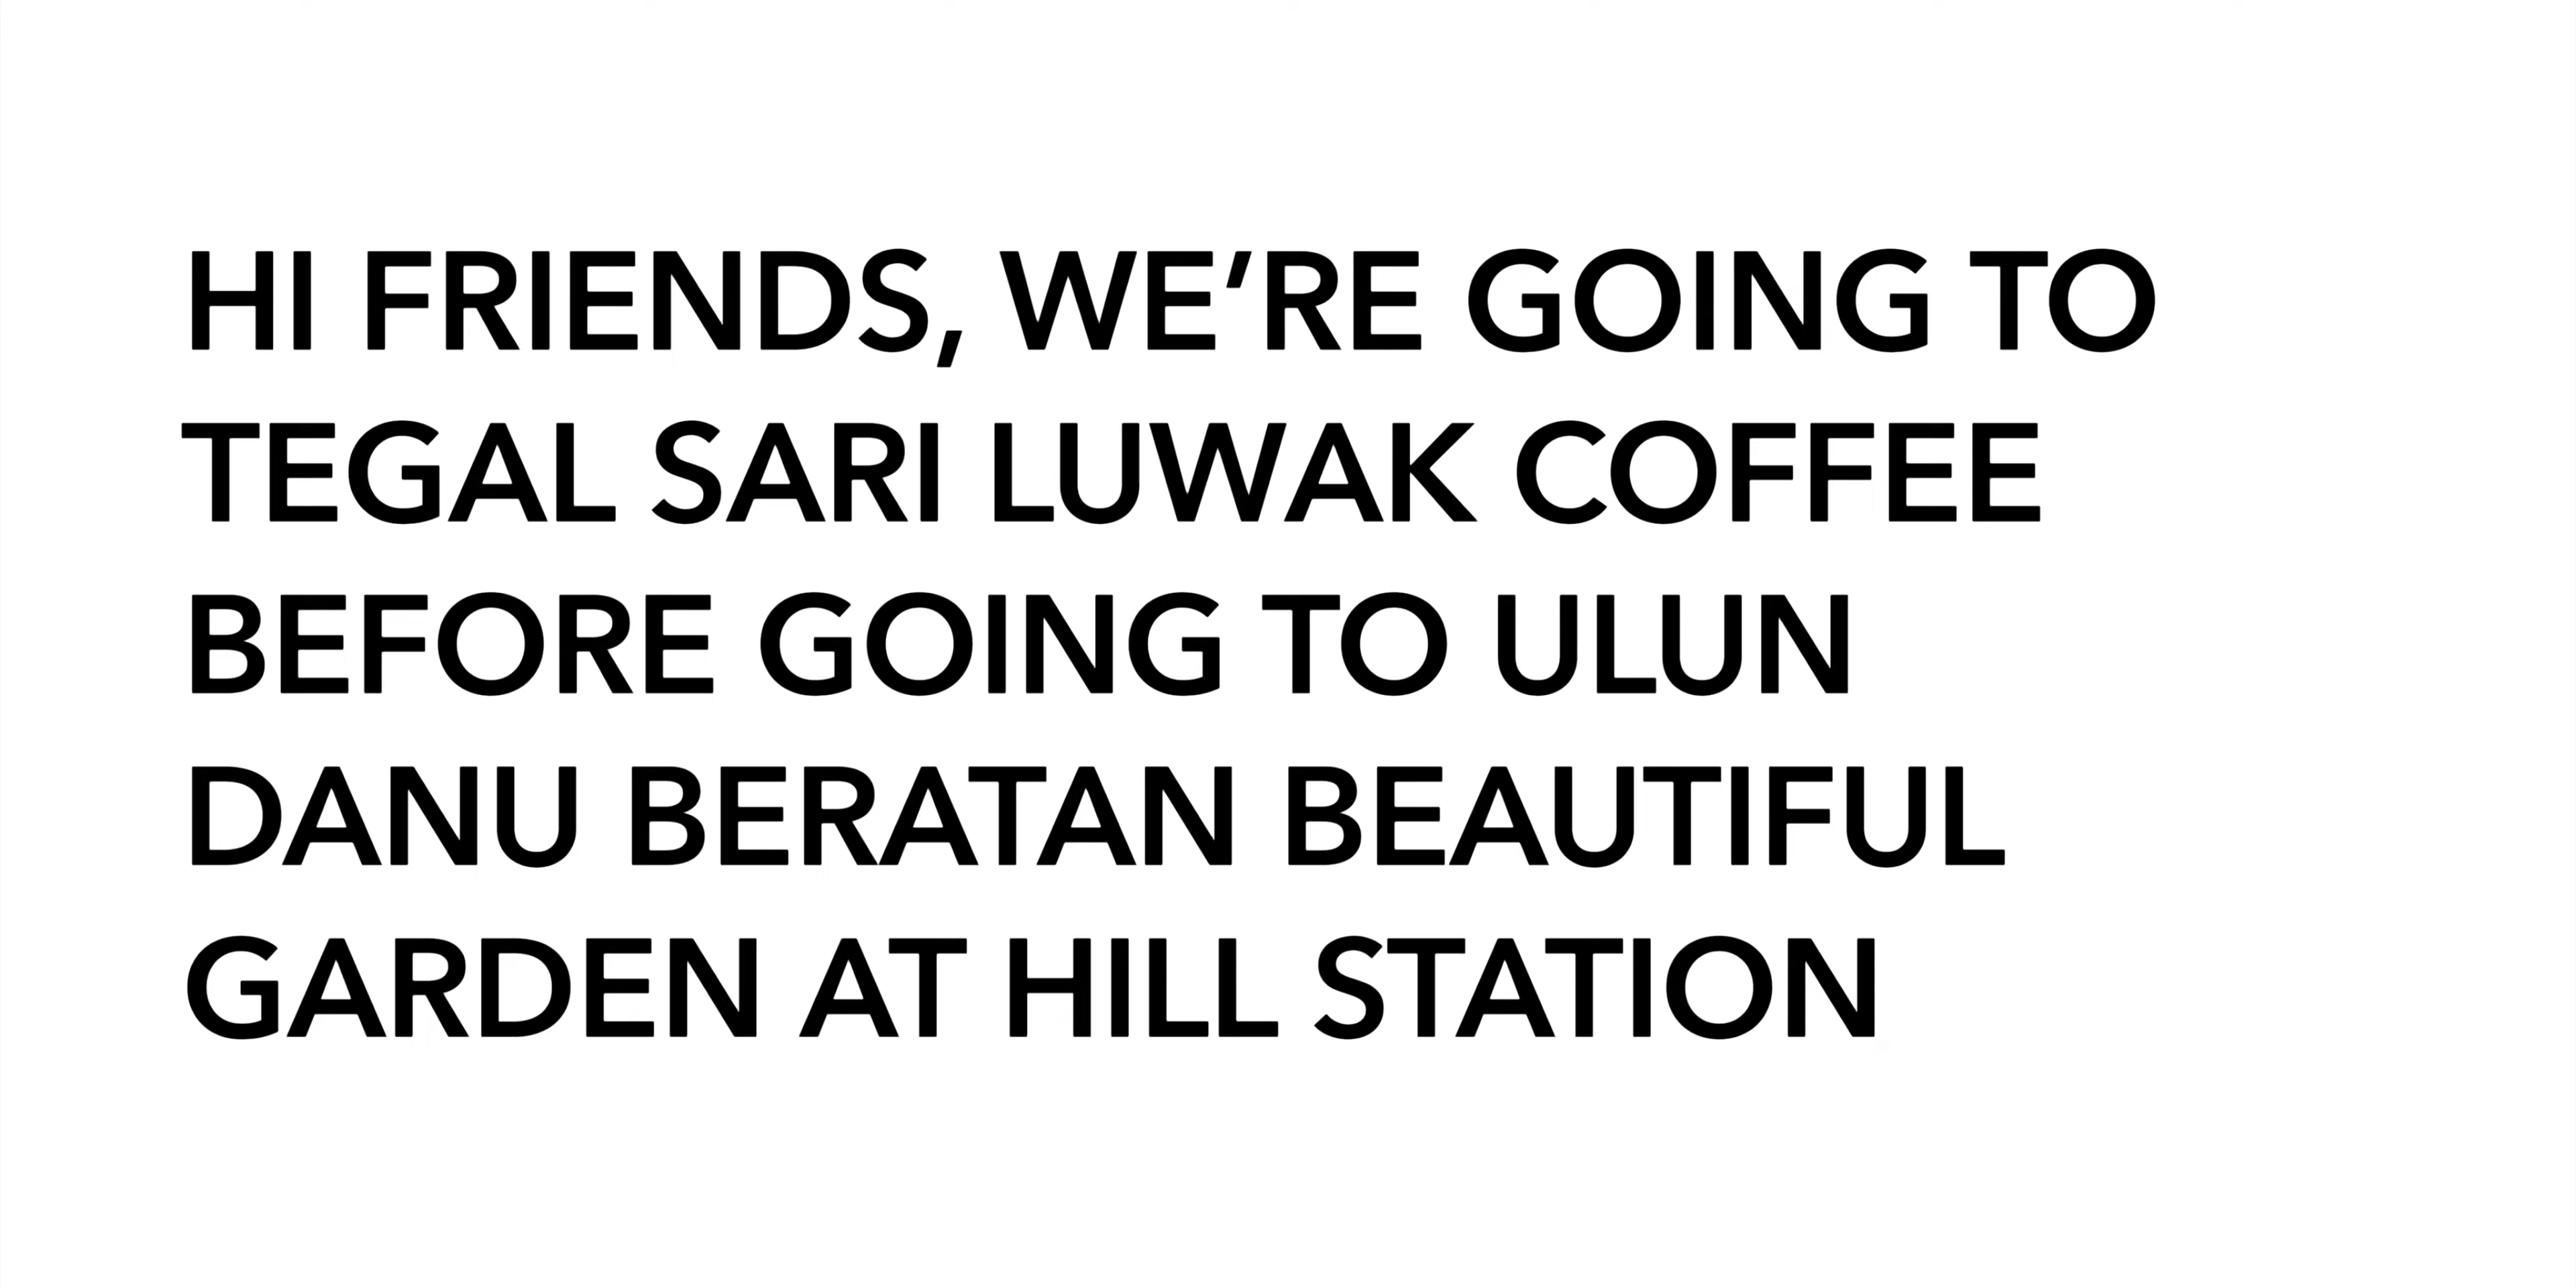 HI FRIENDS, WE’RE GOING TO
TEGAL SARI LUWAK COFFEE
BEFORE GOING TO ULUN
DANU BERATAN BEAUTIFUL
GARDEN AT HILL STATION